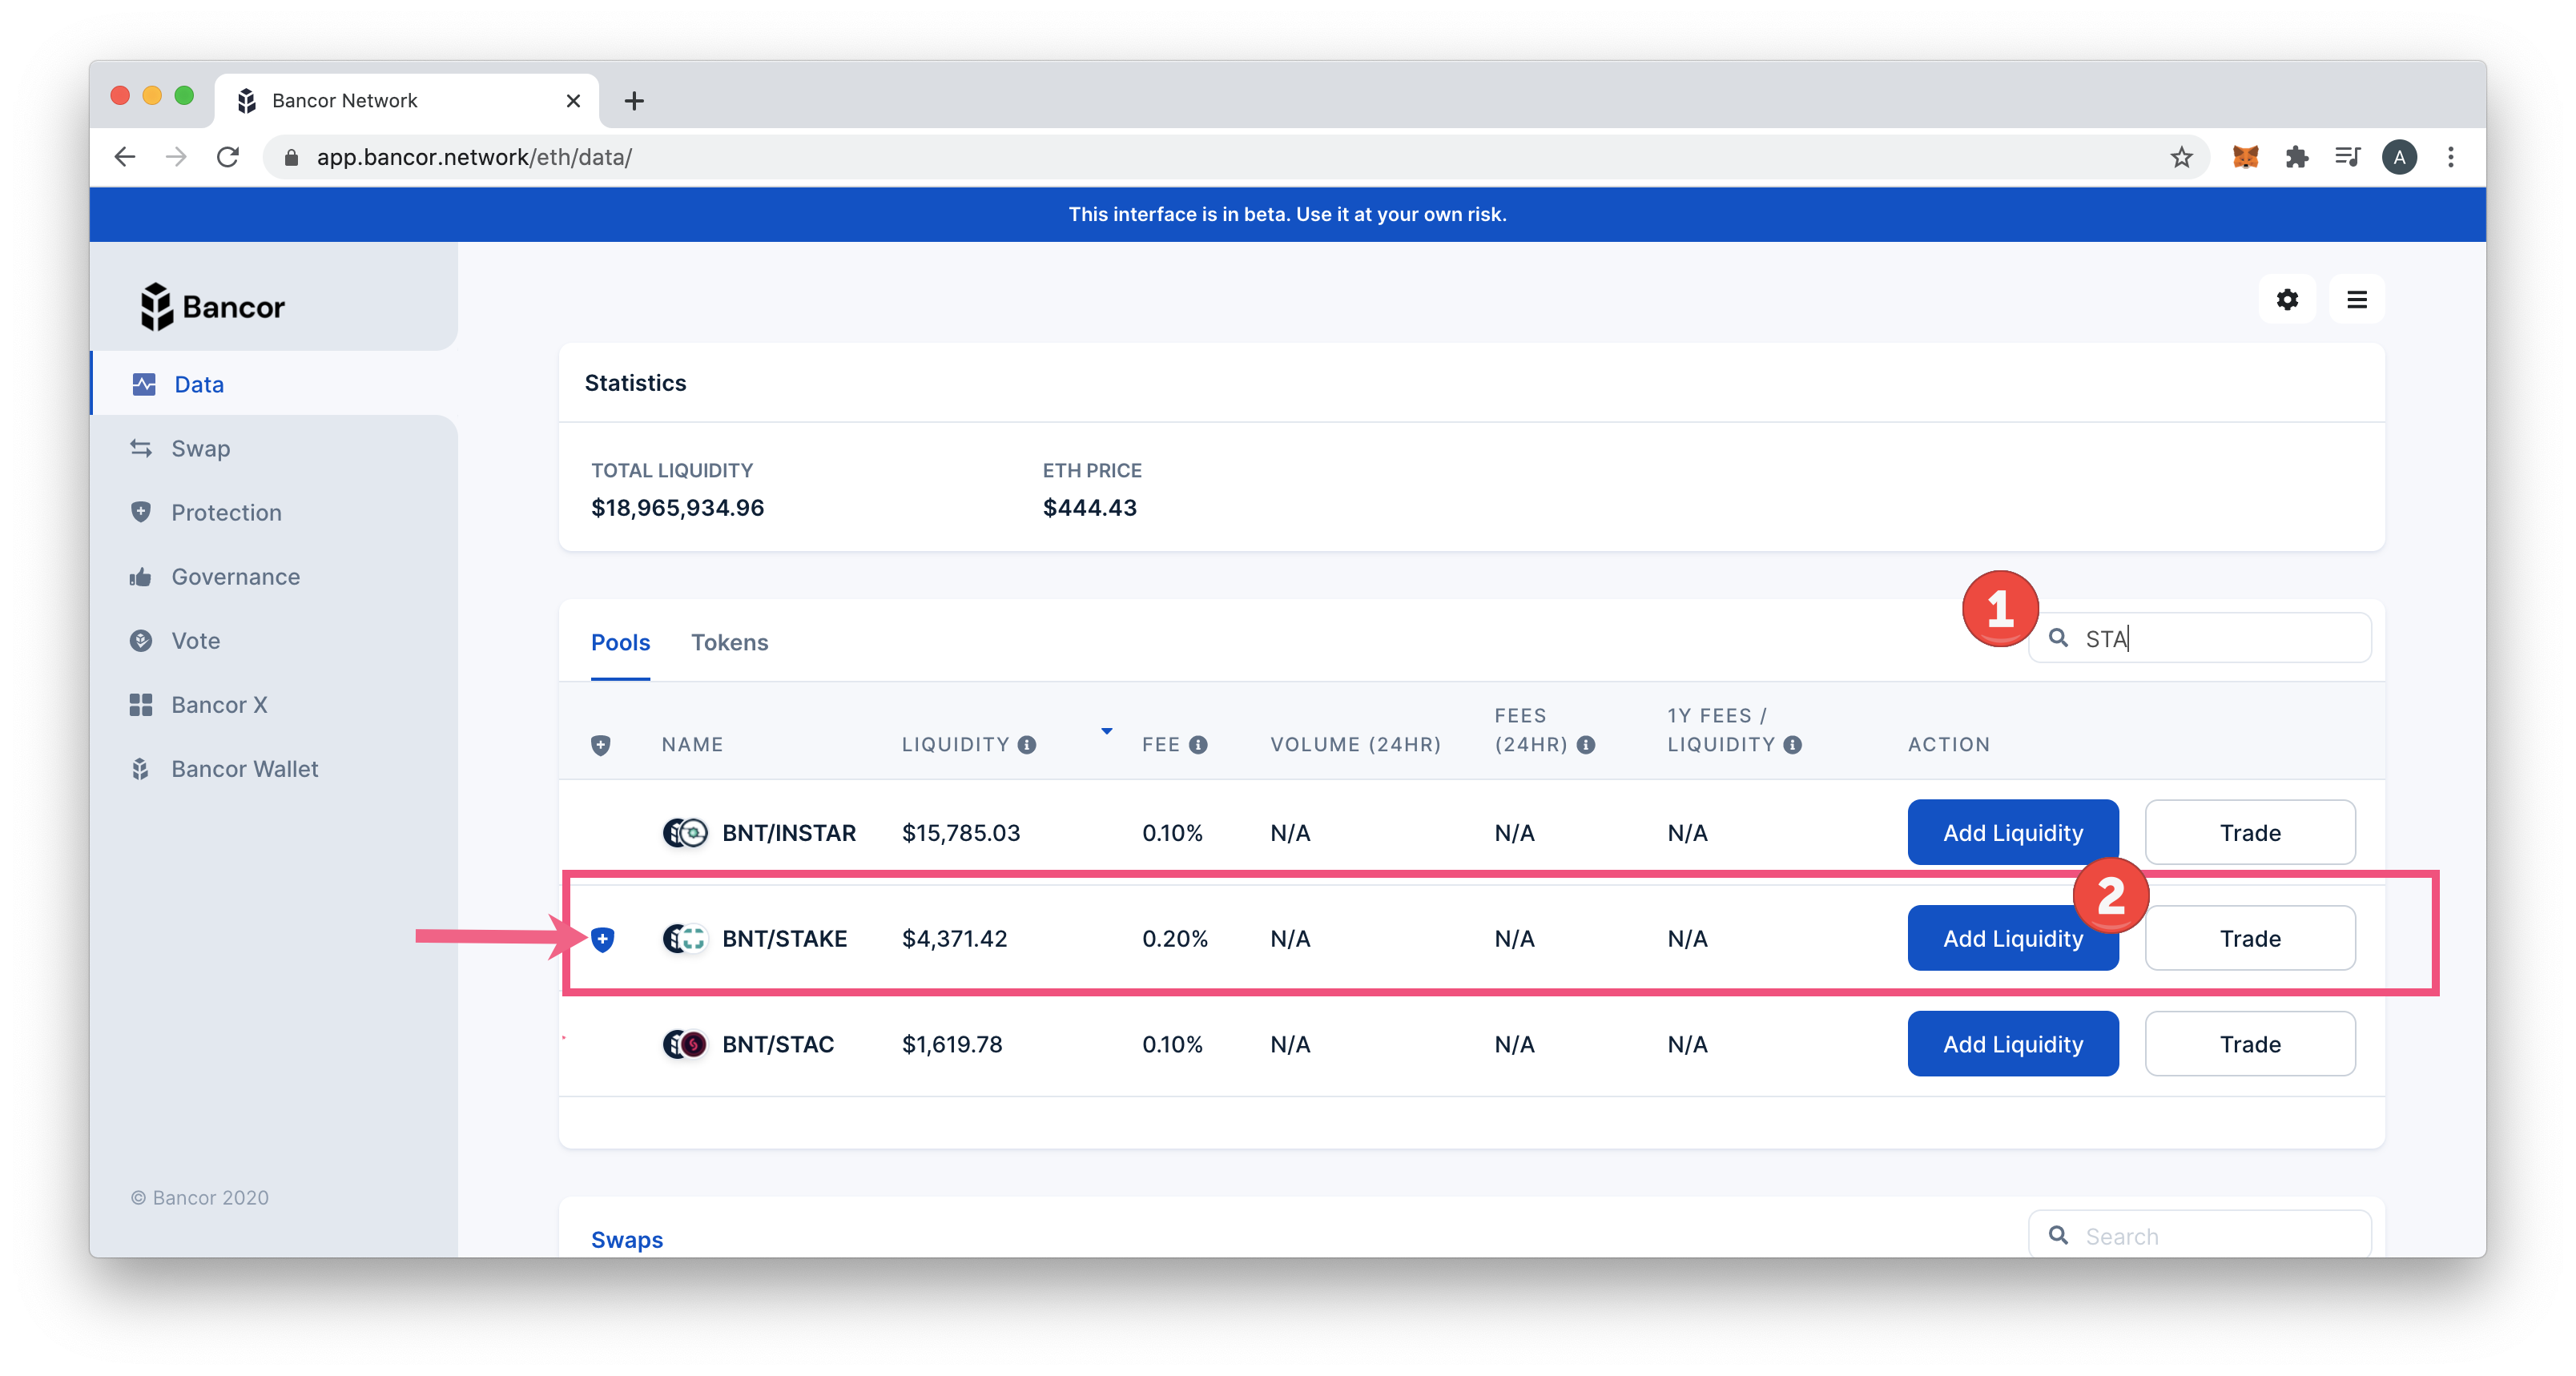 Bancor Network
app.bancor.network/eth/data/
A
This interface is in beta. Use it at your own risk.
Bancor
Data
Swap
Protection
Governance
Vote
Bancor X
Bancor Wallet
© Bancor 2020
Statistics
TOTAL LIQUIDITY ETH PRICE
$18,965,934.96 $444.43
1
Pools Tokens STA
NAME LIQUIDITY FEE VOLUME (24HR) FEES (24HR) 1Y FEES / LIQUIDITY ACTION
BNT/INSTAR $15,785.03 0.10% N/A N/A N/A Add Liquidity Trade
2
BNT/STAKE $4,371.42 0.20% N/A N/A N/A Add Liquidity Trade
BNT/STAC $1,619.78 0.10% N/A N/A N/A Add Liquidity Trade
Swaps Search